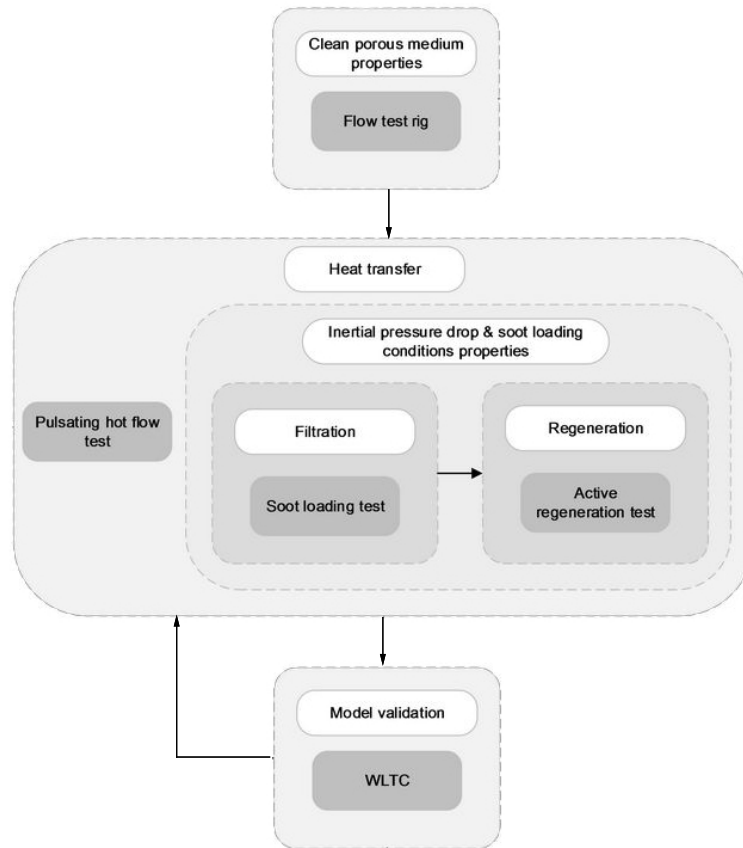 Clean porous medium
properties
Flow test rig
Heat transfer
Inertial pressure drop & soot loading
conditions properties
Pulsating hot flow
test
Filtration
Soot loading test
Regeneration
Active
regeneration test
Model validation
WLTC